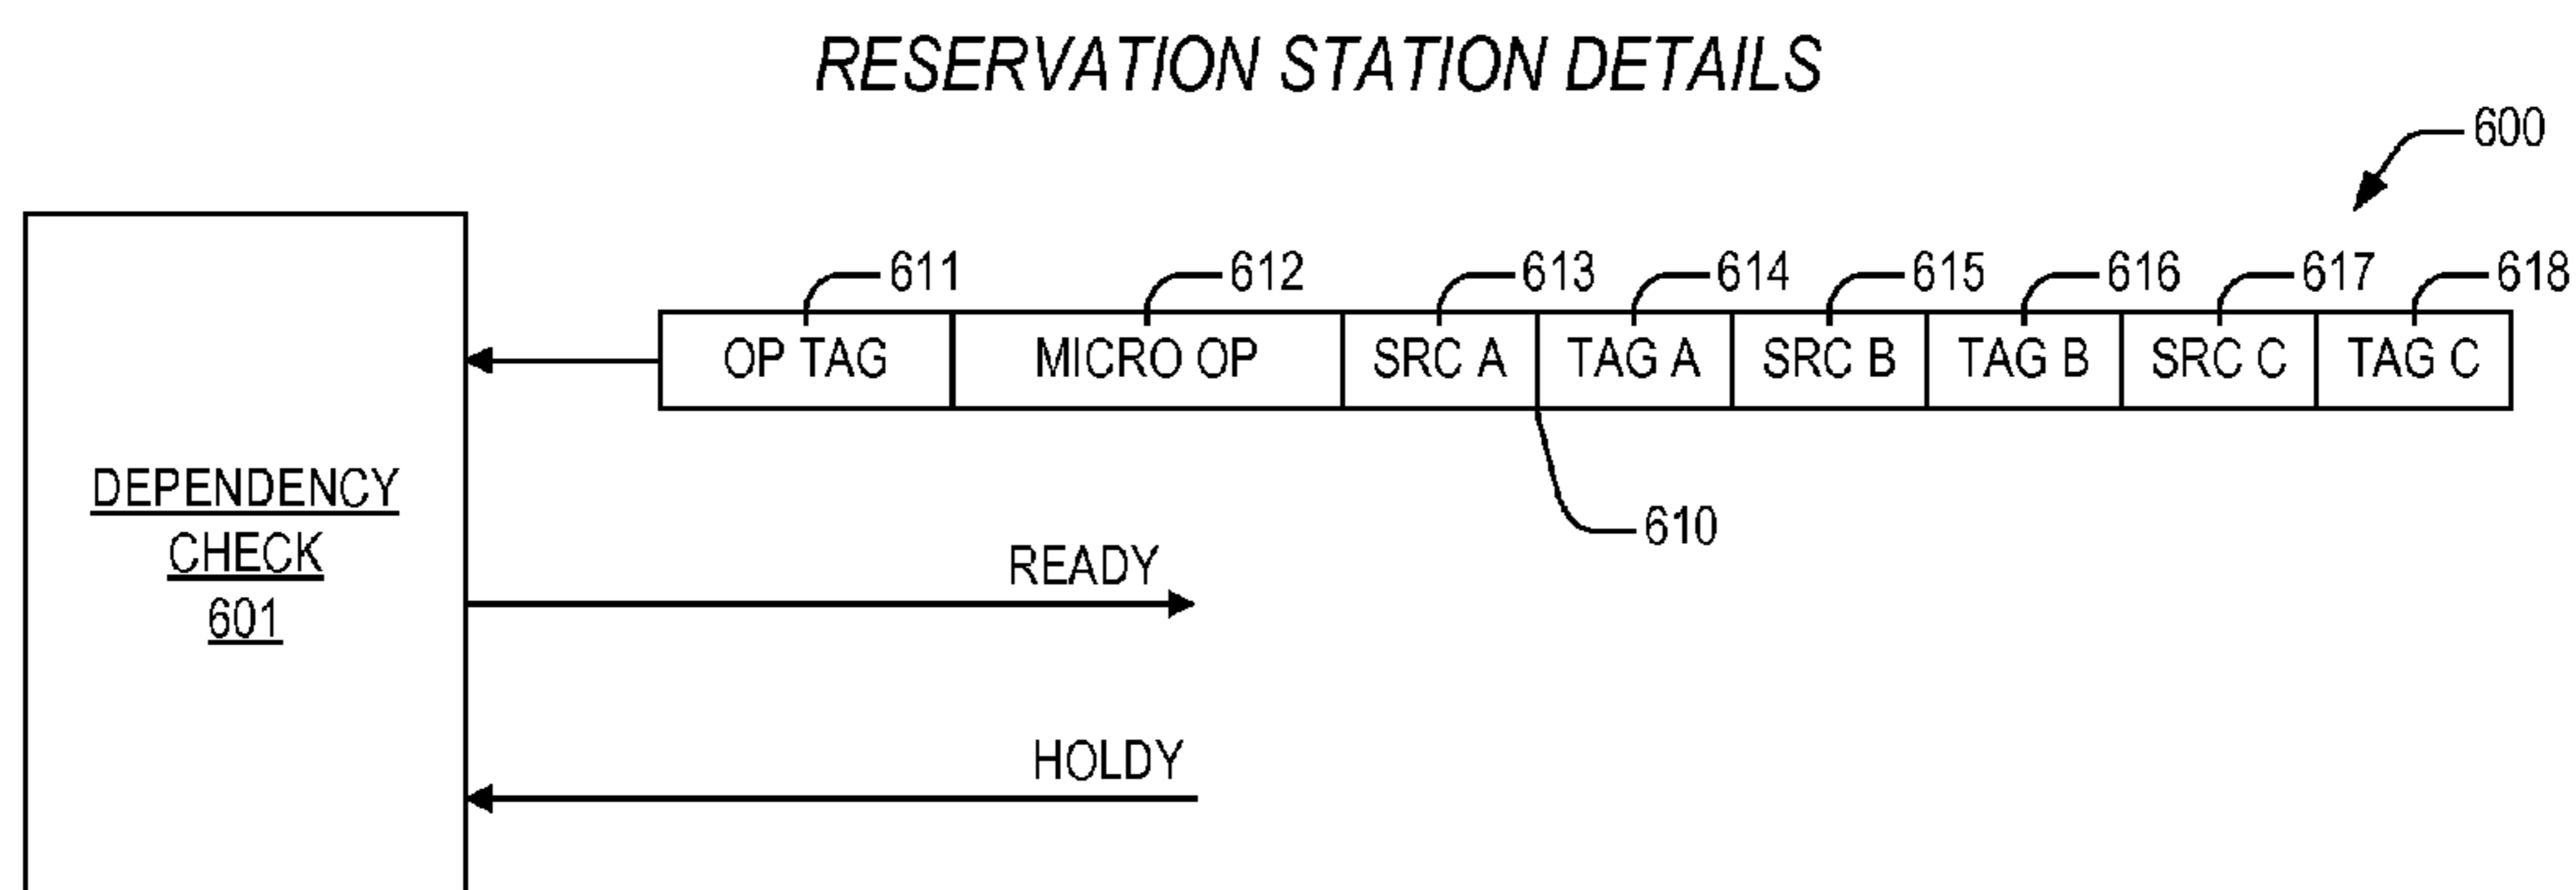 RESERVATION STATION DETAILS
600
611 612 613 614 615 616 617 618
OP TAG MICRO OP SRC A TAG A SRC B TAG B SRC C TAG C
610
DEPENDENCY
CHECK
601
READY
HOLDY